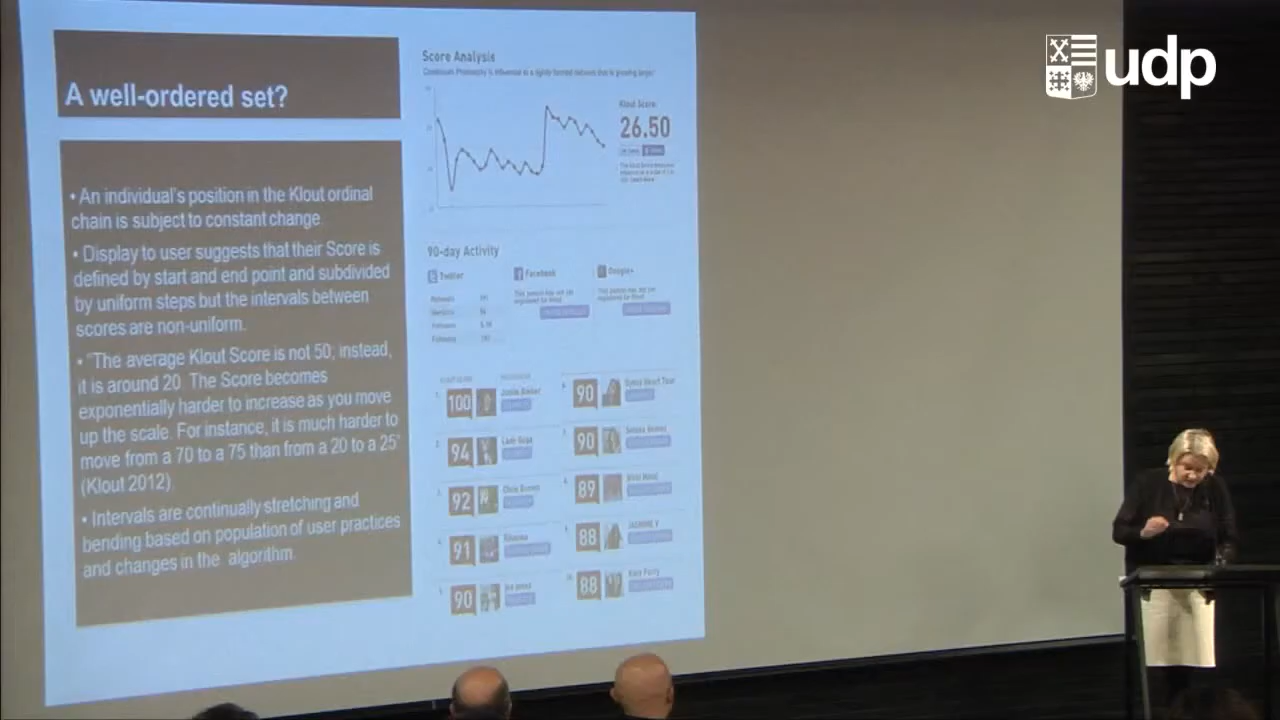 udp
A well-ordered set?
• An individual's position in the Klout ordinal
chain is subject to constant change.
• Display to user suggests that their Score is
defined by start and end point and subdivided
by uniform steps but the intervals between
scores are non-uniform.
• "The average Klout Score is not 50; instead,
it is around 20. The Score becomes
exponentially harder to increase as you move
up the scale. For instance, it is much harder to
move from a 70 to a 75 than from a 20 to a 25"
(Klout 2012).
• Intervals are continually stretching and
bending based on population of user practices
and changes in the algorithm.
Score Analysis
Klout Score
26.50
90-day Activity
Twitter
Facebook
Google+
100
94
Lady Gaga
92
Chris Brown
91
Rihanna
90
90
90
Selena Gomez
89
Nicki Minaj
88
JASMINE V
88
Katy Perry